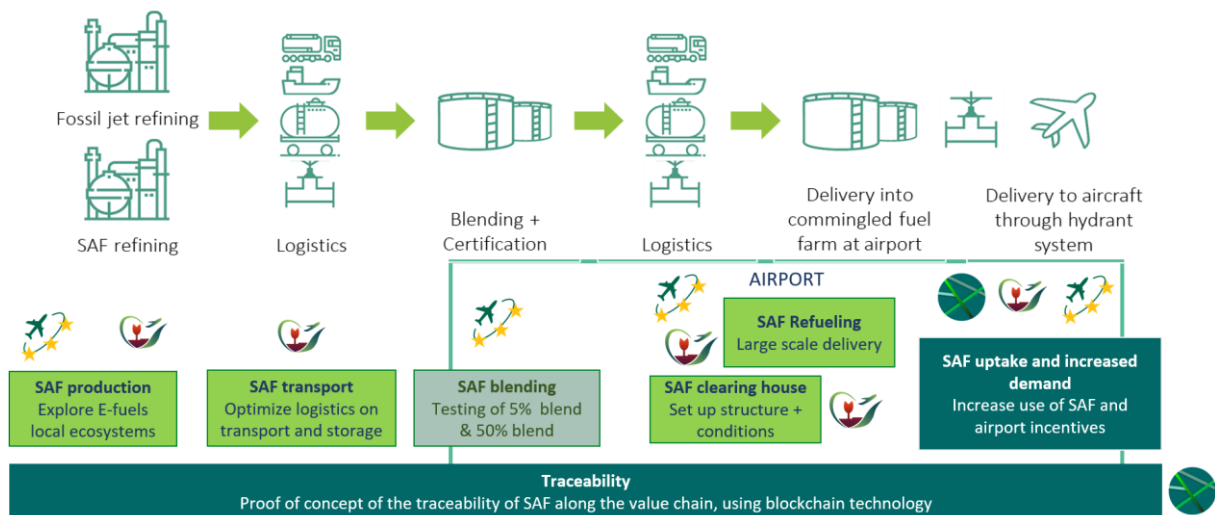 Fossil jet refining
SAF refining
Logistics
Blending +
Certification
Logistics
Delivery into
commingled fuel
farm at airport
Delivery to aircraft
through hydrant
system
AIRPORT
SAF production
Explore E-fuels
local ecosystems
SAF transport
Optimize logistics on
transport and storage
SAF blending
Testing of 5% blend
& 50% blend
SAF Refueling
Large scale delivery
SAF clearing house
Set up structure +
conditions
SAF uptake and increased
demand
Increase use of SAF and
airport incentives
Traceability
Proof of concept of the traceability of SAF along the value chain, using blockchain technology